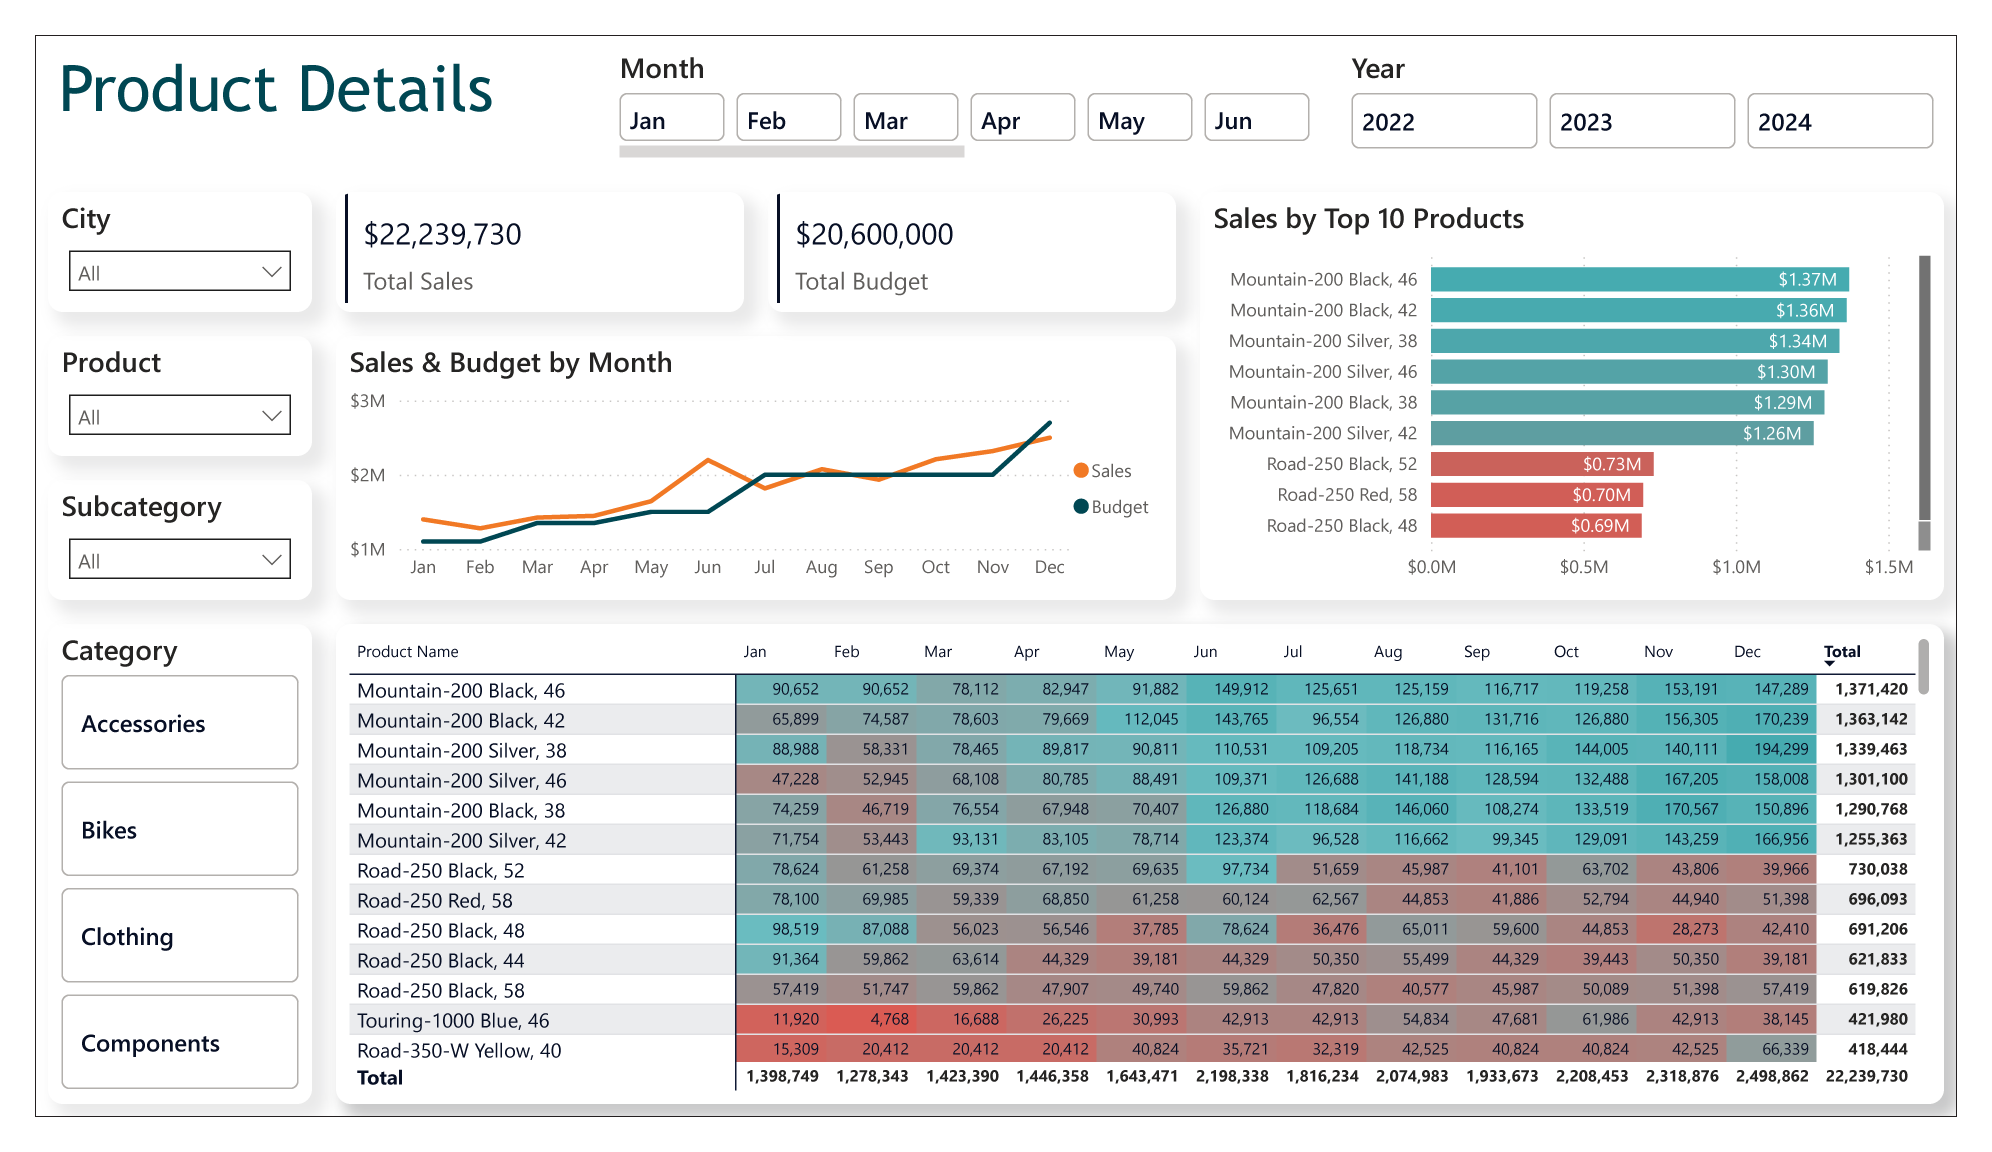 Product Details
Month
Jan Feb Mar Apr May Jun
Year
2022 2023 2024
City
All
Product
All
Subcategory
All
Category
Accessories
Bikes
Clothing
Components
$22,239,730
Total Sales
$20,600,000
Total Budget
Sales & Budget by Month
$3M
$2M
$1M
Jan Feb Mar Apr May Jun Jul Aug Sep Oct Nov Dec
Sales
Budget
Sales by Top 10 Products
Mountain-200 Black, 46 $1.37M
Mountain-200 Black, 42 $1.36M
Mountain-200 Silver, 38 $1.34M
Mountain-200 Silver, 46 $1.30M
Mountain-200 Black, 38 $1.29M
Mountain-200 Silver, 42 $1.26M
Road-250 Black, 52 $0.73M
Road-250 Red, 58 $0.70M
Road-250 Black, 48 $0.69M
$0.0M $0.5M $1.0M $1.5M
Product Name Jan Feb Mar Apr May Jun Jul Aug Sep Oct Nov Dec Total
Mountain-200 Black, 46 90,652 90,652 78,112 82,947 91,882 149,912 125,651 125,159 116,717 119,258 153,191 147,289 1,371,420
Mountain-200 Black, 42 65,899 74,587 78,603 79,669 112,045 143,765 96,554 126,880 131,716 126,880 156,305 170,239 1,363,142
Mountain-200 Silver, 38 88,988 58,331 78,465 89,817 90,811 110,531 109,205 118,734 116,165 144,005 140,111 194,299 1,339,463
Mountain-200 Silver, 46 47,228 52,945 68,108 80,785 88,491 109,371 126,688 141,188 128,594 132,488 167,205 158,008 1,301,100
Mountain-200 Black, 38 74,259 46,719 76,554 67,948 70,407 126,880 118,684 146,060 108,274 133,519 170,567 150,896 1,290,768
Mountain-200 Silver, 42 71,754 53,443 93,131 83,105 78,714 123,374 96,528 116,662 99,345 129,091 143,259 166,956 1,255,363
Road-250 Black, 52 78,624 61,258 69,374 67,192 69,635 97,734 51,659 45,987 41,101 63,702 43,806 39,966 730,038
Road-250 Red, 58 78,100 69,985 59,339 68,850 61,258 60,124 62,567 44,853 41,886 52,794 44,940 51,398 696,093
Road-250 Black, 48 98,519 87,088 56,023 56,546 37,785 78,624 36,476 65,011 59,600 44,853 28,273 42,410 691,206
Road-250 Black, 44 91,364 59,862 63,614 44,329 39,181 44,329 50,350 55,499 44,329 39,443 50,350 39,181 621,833
Road-250 Black, 58 57,419 51,747 59,862 47,907 49,740 59,862 47,820 40,577 45,987 50,089 51,398 57,419 619,826
Touring-1000 Blue, 46 11,920 4,768 16,688 26,225 30,993 42,913 42,913 54,834 47,681 61,986 42,913 38,145 421,980
Road-350-W Yellow, 40 15,309 20,412 20,412 20,412 40,824 35,721 32,319 42,525 40,824 40,824 42,525 66,339 418,444
Total 1,398,749 1,278,343 1,423,390 1,446,358 1,643,471 2,198,338 1,816,234 2,074,983 1,933,673 2,208,453 2,318,876 2,498,862 22,239,730